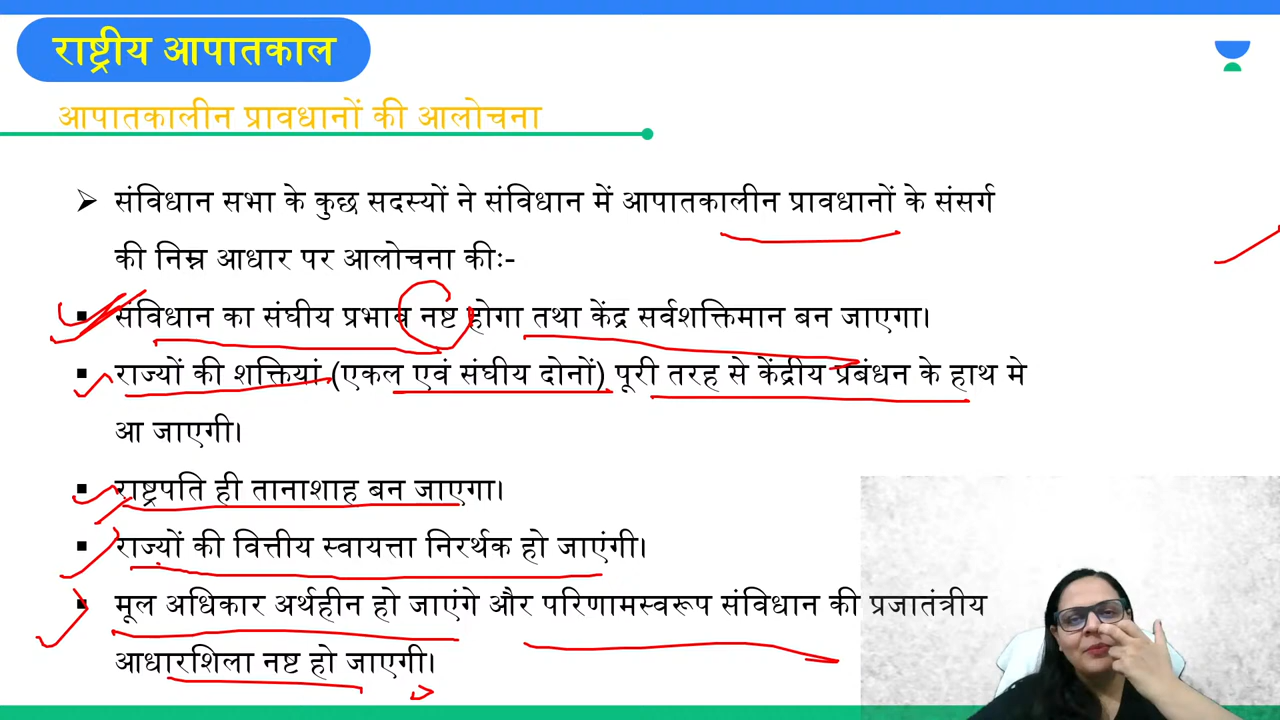 राष्ट्रीय आपातकाल
आपातकालीन प्रावधानों की आलोचना
➢ संविधान सभा के कुछ सदस्यों ने संविधान में आपातकालीन प्रावधानों के संसर्ग
की निम्न आधार पर आलोचना कीः-
▪ संविधान का संघीय प्रभाव नष्ट होगा तथा केंद्र सर्वशक्तिमान बन जाएगा।
▪ राज्यों की शक्तियां (एकल एवं संघीय दोनों) पूरी तरह से केंद्रीय प्रबंधन के हाथ मे
आ जाएगी।
▪ राष्ट्रपति ही तानाशाह बन जाएगा।
▪ राज्यों की वित्तीय स्वायत्ता निरर्थक हो जाएंगी।
▪ मूल अधिकार अर्थहीन हो जाएंगे और परिणामस्वरूप संविधान की प्रजातंत्रीय
आधारशिला नष्ट हो जाएगी।